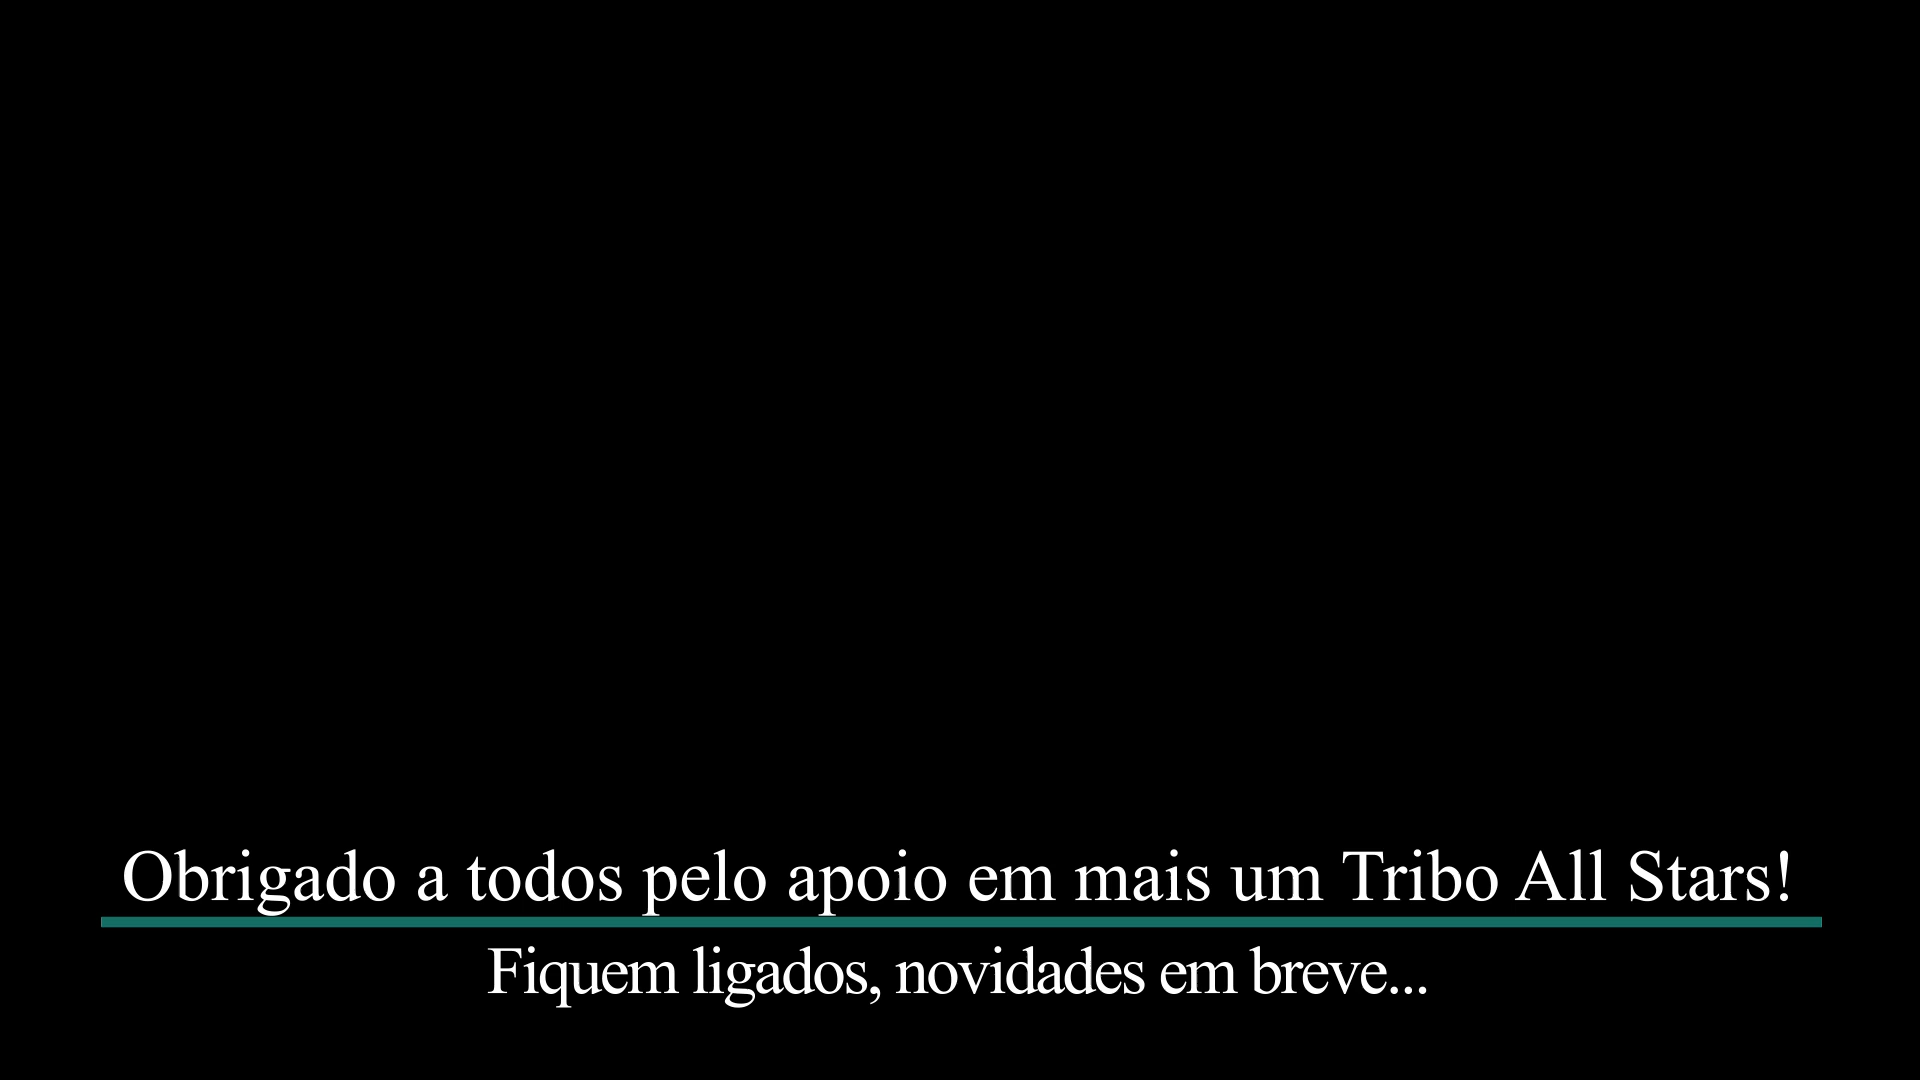 Obrigado a todos pelo apoio em mais um Tribo All Stars!
Fiquem ligados, novidades em breve...